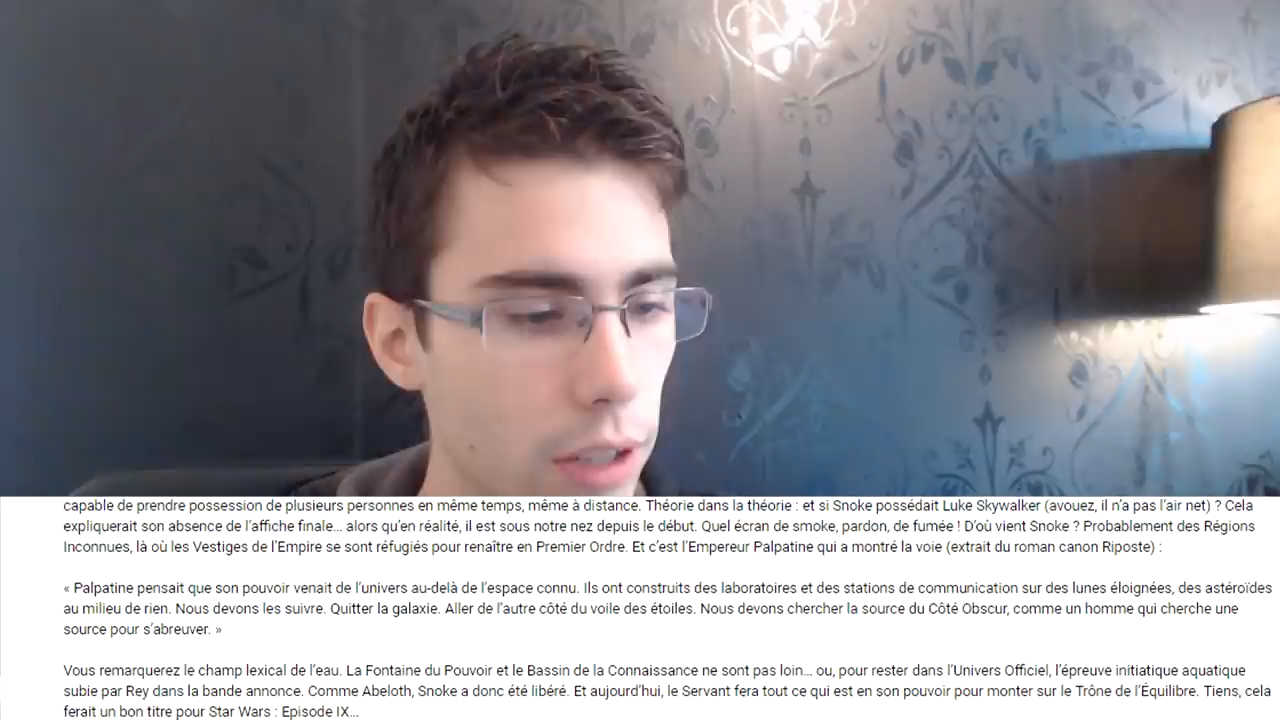 capable de prendre possession de plusieurs personnes en même temps, même à distance. Théorie dans la théorie : et si Snoke possédait Luke Skywalker (avouez, il n’a pas l’air net) ? Cela
expliquerait son absence de l’affiche finale... alors qu’en réalité, il est sous notre nez depuis le début. Quel écran de smoke, pardon, de fumée ! D’où vient Snoke ? Probablement des Régions
Inconnues, là où les Vestiges de l’Empire se sont réfugiés pour renaître en Premier Ordre. Et c’est l’Empereur Palpatine qui a montré la voie (extrait du roman canon Riposte) :
« Palpatine pensait que son pouvoir venait de l’univers au-delà de l’espace connu. Ils ont construits des laboratoires et des stations de communication sur des lunes éloignées, des astéroïdes
au milieu de rien. Nous devons les suivre. Quitter la galaxie. Aller de l’autre côté du voile des étoiles. Nous devons chercher la source du Côté Obscur, comme un homme qui cherche une
source pour s’abreuver. »
Vous remarquerez le champ lexical de l’eau. La Fontaine du Pouvoir et le Bassin de la Connaissance ne sont pas loin... ou, pour rester dans l’Univers Officiel, l’épreuve initiatique aquatique
subie par Rey dans la bande annonce. Comme Abeloth, Snoke a donc été libéré. Et aujourd’hui, le Servant fera tout ce qui est en son pouvoir pour monter sur le Trône de l’Équilibre. Tiens, cela
ferait un bon titre pour Star Wars : Episode IX...